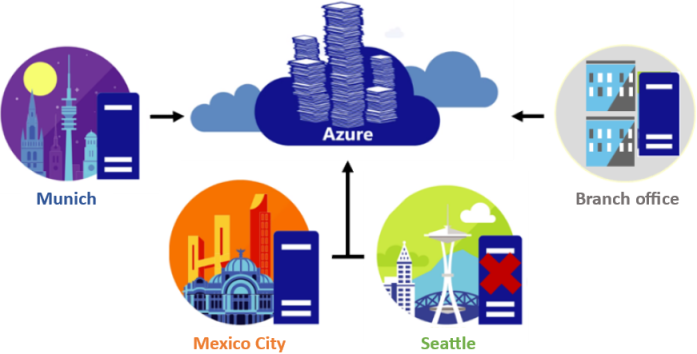 Azure
Munich
Branch office
Mexico City
Seattle